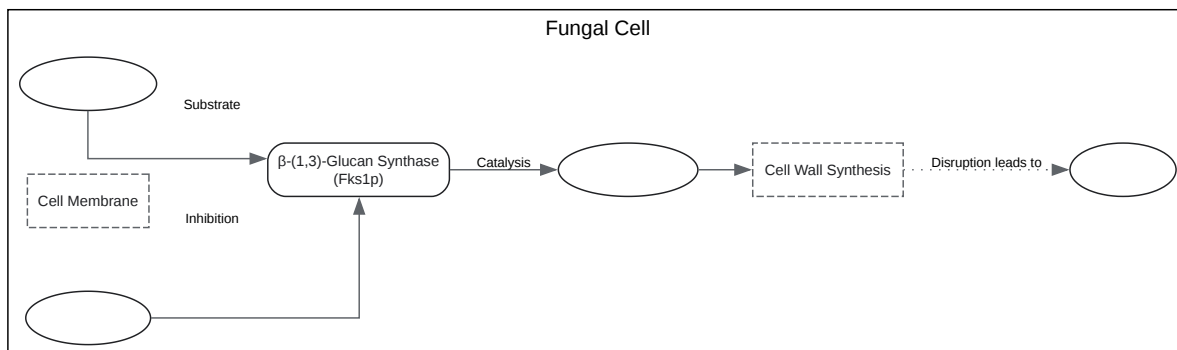 Fungal Cell
Substrate
β-(1,3)-Glucan Synthase
(Fks1p)
Catalysis
Cell Wall Synthesis
Disruption leads to
Cell Membrane
Inhibition